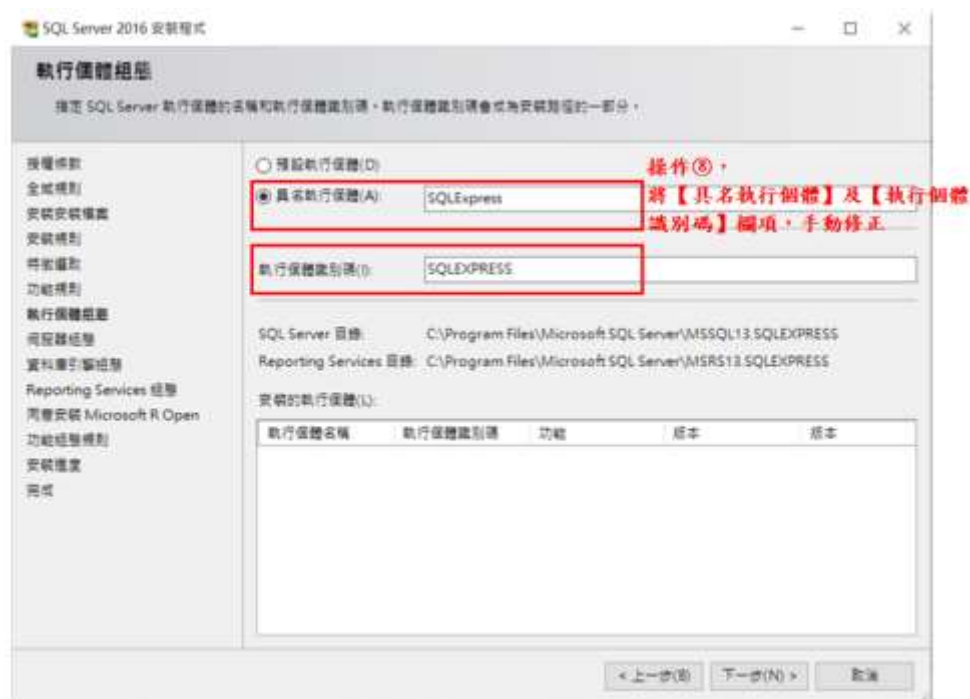 SQL Server 2016 安裝程式
執行個體組態
指定 SQL Server 執行個體的名稱和執行個體識別碼。執行個體識別碼會成為安裝路徑的一部分。
授權條款
全域規則
安裝安裝檔案
安裝規則
特徵選取
功能規則
執行個體組態
伺服器組態
資料庫引擎組態
Reporting Services 組態
同意安裝 Microsoft R Open
功能組態規則
安裝進度
完成
預設執行個體(D)
具名執行個體(A):
SQLExpress
操作⑧，
將【具名執行個體】及【執行個體
識別碼】欄項，手動修正
執行個體識別碼(I):
SQLEXPRESS
SQL Server 目錄: C:\Program Files\Microsoft SQL Server\MSSQL13.SQLEXPRESS
Reporting Services 目錄: C:\Program Files\Microsoft SQL Server\MSRS13.SQLEXPRESS
安裝的執行個體(L):
執行個體名稱 執行個體識別碼 功能 版本 版本
< 上一步(B) 下一步(N) > 取消